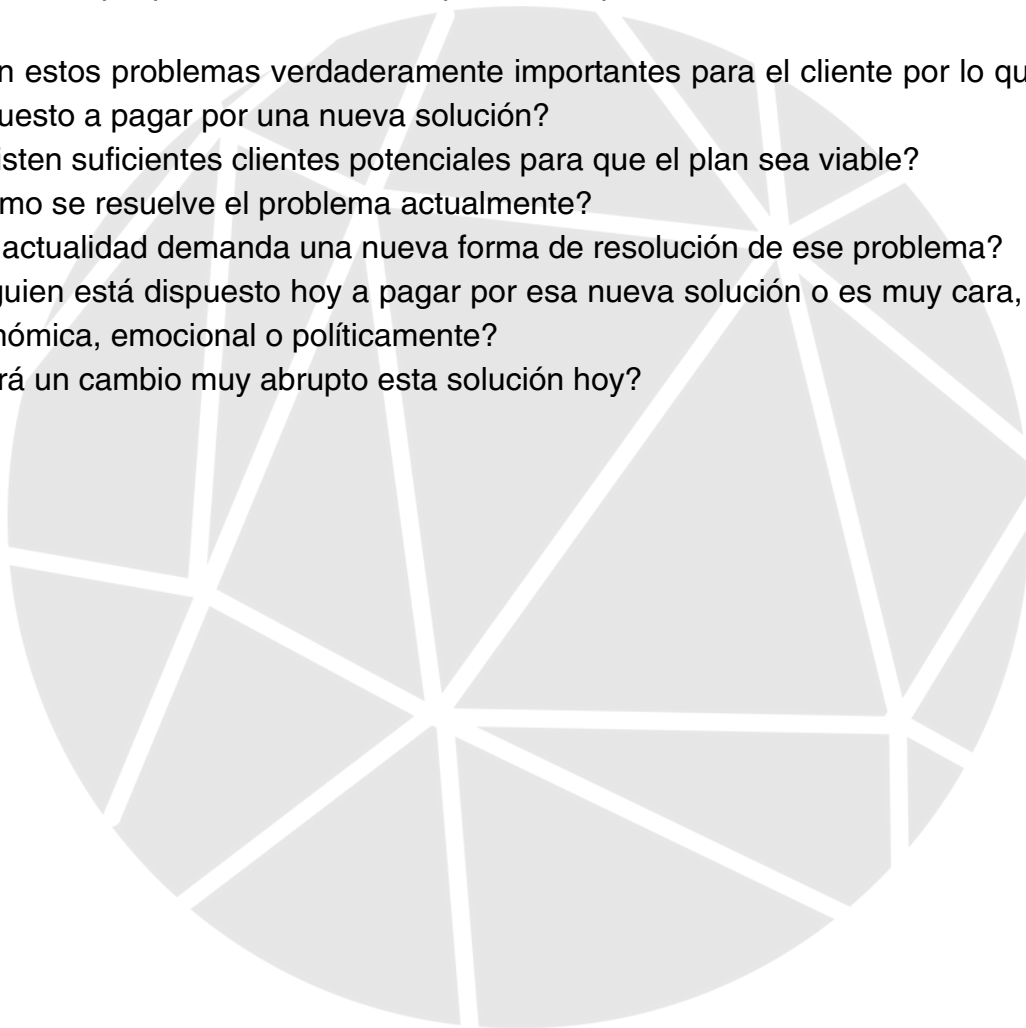 n estos problemas verdaderamente importantes para el cliente por lo qu
uesto a pagar por una nueva solución?
isten suficientes clientes potenciales para que el plan sea viable?
mo se resuelve el problema actualmente?
actualidad demanda una nueva forma de resolución de ese problema?
guien está dispuesto hoy a pagar por esa nueva solución o es muy cara,
nómica, emocional o políticamente?
rá un cambio muy abrupto esta solución hoy?